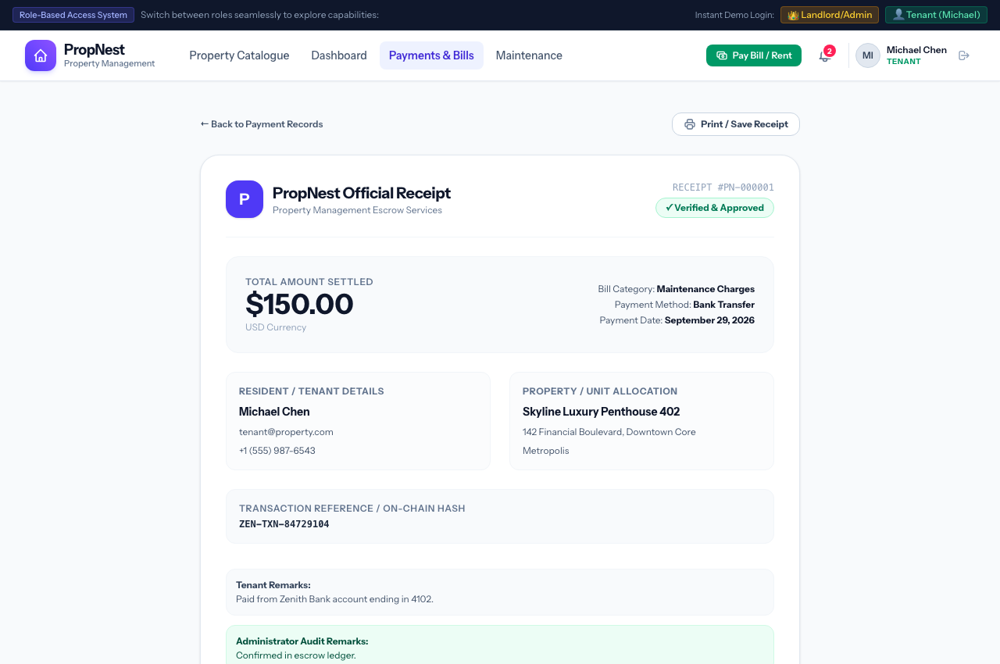 Role-Based Access System Switch between roles seamlessly to explore capabilities: Instant Demo Login: 👑 Landlord/Admin 👤 Tenant (Michael)
PropNest
Property Management
Property Catalogue Dashboard Payments & Bills Maintenance
Pay Bill / Rent
2
MI
Michael Chen
TENANT
← Back to Payment Records
Print / Save Receipt
P
PropNest Official Receipt
Property Management Escrow Services
RECEIPT #PN-000001
✓ Verified & Approved
TOTAL AMOUNT SETTLED
$150.00
USD Currency
Bill Category: Maintenance Charges
Payment Method: Bank Transfer
Payment Date: September 29, 2026
RESIDENT / TENANT DETAILS
Michael Chen
tenant@property.com
+1 (555) 987-6543
PROPERTY / UNIT ALLOCATION
Skyline Luxury Penthouse 402
142 Financial Boulevard, Downtown Core
Metropolis
TRANSACTION REFERENCE / ON-CHAIN HASH
ZEN-TXN-84729104
Tenant Remarks:
Paid from Zenith Bank account ending in 4102.
Administrator Audit Remarks:
Confirmed in escrow ledger.